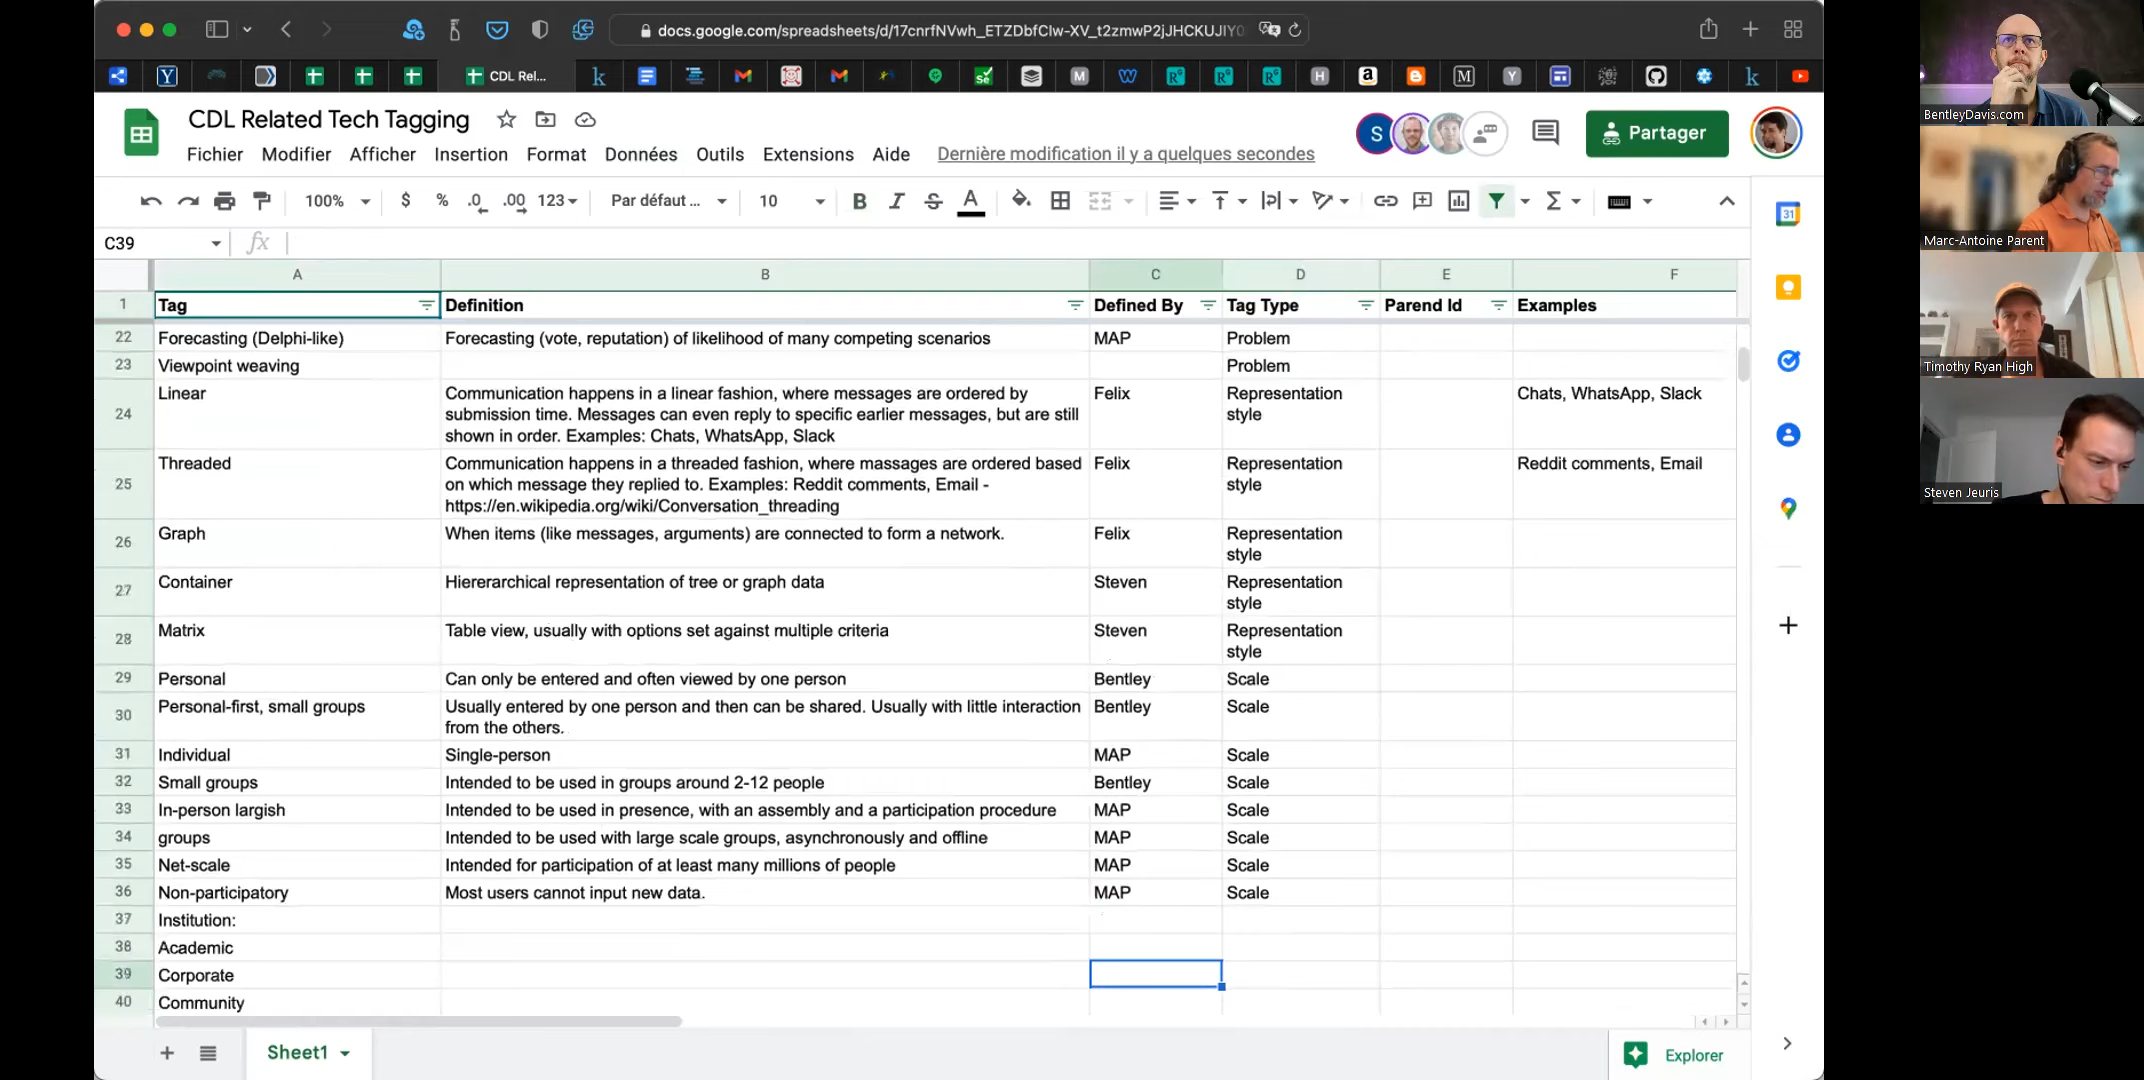 docs.google.com/spreadsheets/d/17cnrfNVwh_ETZDbfClw-XV_t2zmwP2jJHCKUJIY0
CDL Rel...
CDL Related Tech Tagging
Partager
Fichier Modifier Afficher Insertion Format Données Outils Extensions Aide Dernière modification il y a quelques secondes
100% $ % .0 .00 123 Par défaut ... 10 B I S A
C39 fx
A B C D E F
1 Tag Definition Defined By Tag Type Parend Id Examples
22 Forecasting (Delphi-like) Forecasting (vote, reputation) of likelihood of many competing scenarios MAP Problem
23 Viewpoint weaving Problem
24 Linear Communication happens in a linear fashion, where messages are ordered by Felix Representation Chats, WhatsApp, Slack
submission time. Messages can even reply to specific earlier messages, but are still style
shown in order. Examples: Chats, WhatsApp, Slack
25 Threaded Communication happens in a threaded fashion, where massages are ordered based Felix Representation Reddit comments, Email
on which message they replied to. Examples: Reddit comments, Email - style
https://en.wikipedia.org/wiki/Conversation_threading
26 Graph When items (like messages, arguments) are connected to form a network. Felix Representation
style
27 Container Hiererarchical representation of tree or graph data Steven Representation
style
28 Matrix Table view, usually with options set against multiple criteria Steven Representation
style
29 Personal Can only be entered and often viewed by one person Bentley Scale
30 Personal-first, small groups Usually entered by one person and then can be shared. Usually with little interaction Bentley Scale
from the others.
31 Individual Single-person MAP Scale
32 Small groups Intended to be used in groups around 2-12 people Bentley Scale
33 In-person largish Intended to be used in presence, with an assembly and a participation procedure MAP Scale
34 groups Intended to be used with large scale groups, asynchronously and offline MAP Scale
35 Net-scale Intended for participation of at least many millions of people MAP Scale
36 Non-participatory Most users cannot input new data. MAP Scale
37 Institution:
38 Academic
39 Corporate
40 Community
Sheet1
Explorer
BentleyDavis.com
Marc-Antoine Parent
Timothy Ryan High
Steven Jeuris